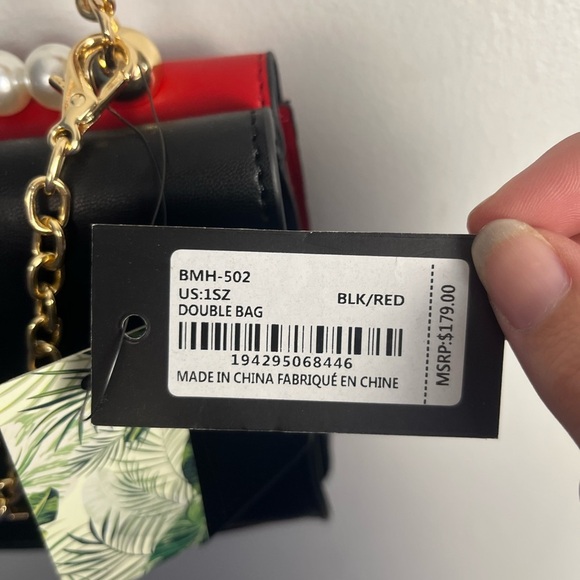 BMH-502
US:1SZ BLK/RED
DOUBLE BAG
194295068446
MADE IN CHINA FABRIQUÉ EN CHINE
MSRP:$179.00